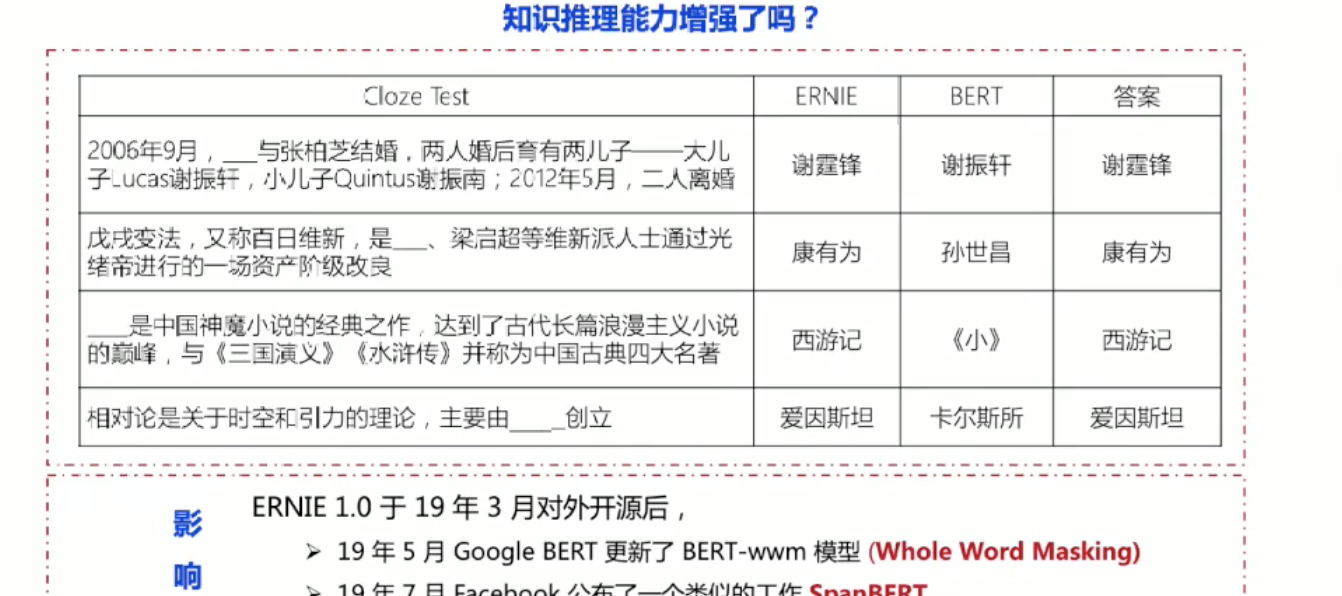 知识推理能力增强了吗？
Cloze Test ERNIE BERT 答案
2006年9月，___与张柏芝结婚，两人婚后育有两儿子——大儿
子Lucas谢振轩，小儿子Quintus谢振南；2012年5月，二人离婚
谢霆锋 谢振轩 谢霆锋
戊戌变法，又称百日维新，是___、梁启超等维新派人士通过光
绪帝进行的一场资产阶级改良
康有为 孙世昌 康有为
____是中国神魔小说的经典之作，达到了古代长篇浪漫主义小说
的巅峰，与《三国演义》《水浒传》并称为中国古典四大名著
西游记 《小》 西游记
相对论是关于时空和引力的理论，主要由_____创立 爱因斯坦 卡尔斯所 爱因斯坦
影响
ERNIE 1.0 于 19 年 3 月对外开源后，
➢ 19 年 5 月 Google BERT 更新了 BERT-wwm 模型 (Whole Word Masking)
➢ 19 年 7 月 Facebook 公布了一个类似的工作 SpanBERT